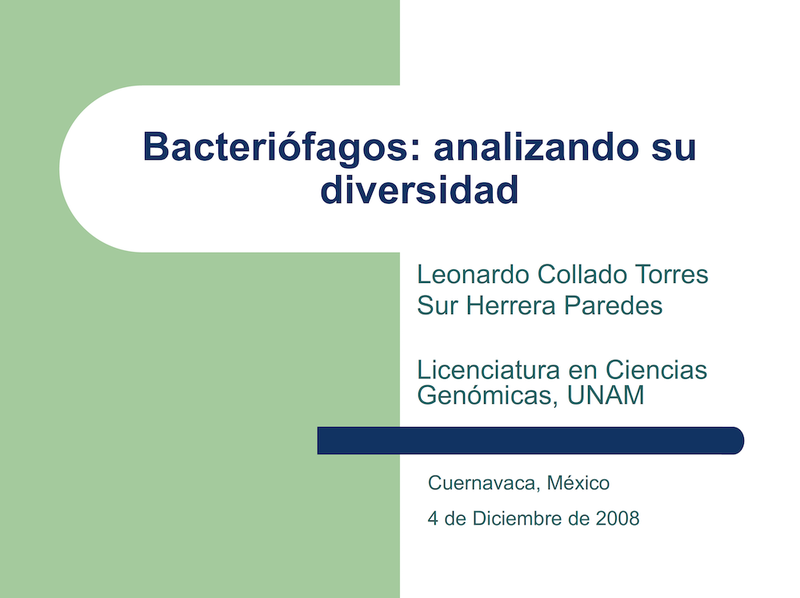 Bacteriófagos: analizando su
diversidad
Leonardo Collado Torres
Sur Herrera Paredes
Licenciatura en Ciencias
Genómicas, UNAM
Cuernavaca, México
4 de Diciembre de 2008